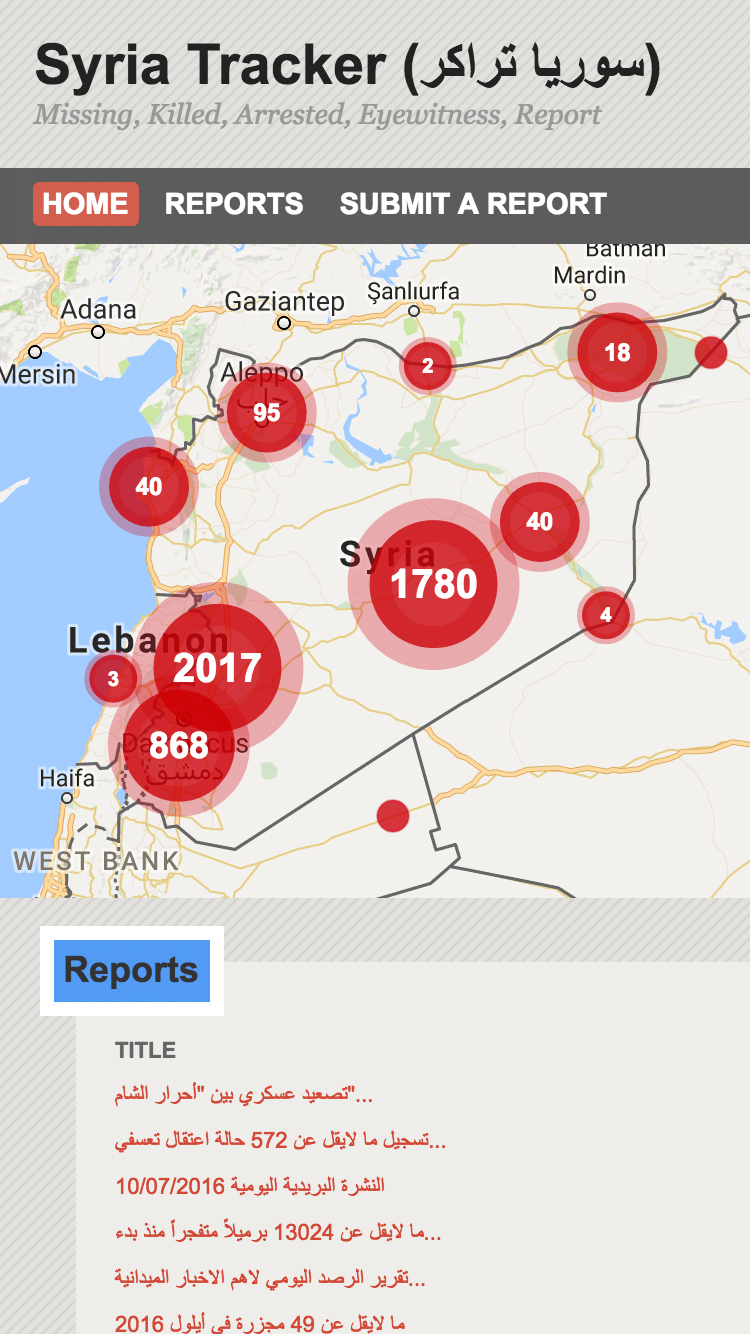 Syria Tracker (سوريا تراكر)
Missing, Killed, Arrested, Eyewitness, Report
HOME REPORTS SUBMIT A REPORT
Batman
Mardin
Şanlıurfa
Gaziantep
Adana
Mersin
2
18
Aleppo
حلب
95
40
40
Syria
1780
4
Lebanon
2017
3
Damascus
868
دمشق
Haifa
WEST BANK
Reports
TITLE
تصعيد عسكري بين "أحرار الشام"...
تسجيل ما لايقل عن 572 حالة اعتقال تعسفي...
النشرة البريدية اليومية 10/07/2016
ما لايقل عن 13024 برميلاً متفجراً منذ بدء...
تقرير الرصد اليومي لاهم الاخبار الميدانية...
ما لايقل عن 49 مجزرة في أيلول 2016